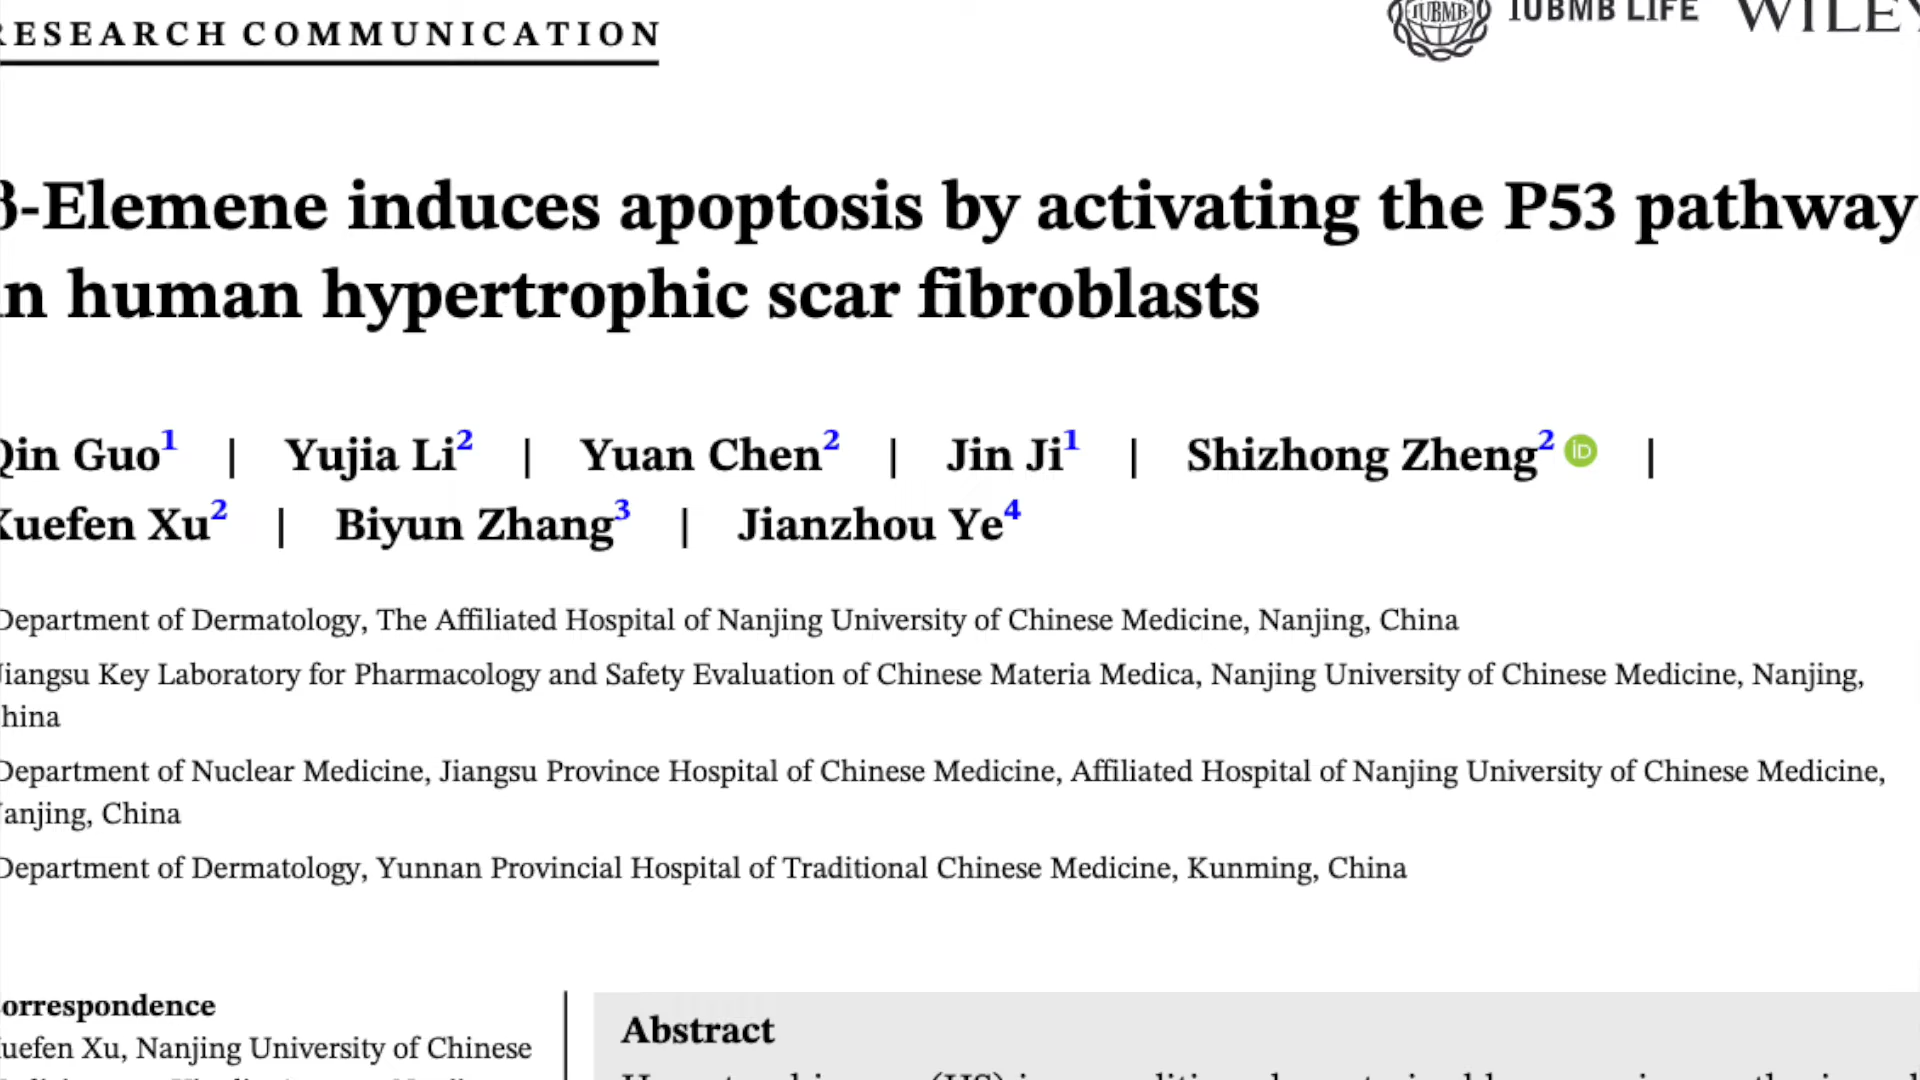 RESEARCH COMMUNICATION
IUBMB
IUBMB LIFE
WILEY
β-Elemene induces apoptosis by activating the P53 pathway
in human hypertrophic scar fibroblasts
Qin Guo1 | Yujia Li2 | Yuan Chen2 | Jin Ji1 | Shizhong Zheng2 iD |
Xuefen Xu2 | Biyun Zhang3 | Jianzhou Ye4
Department of Dermatology, The Affiliated Hospital of Nanjing University of Chinese Medicine, Nanjing, China
Jiangsu Key Laboratory for Pharmacology and Safety Evaluation of Chinese Materia Medica, Nanjing University of Chinese Medicine, Nanjing,
China
Department of Nuclear Medicine, Jiangsu Province Hospital of Chinese Medicine, Affiliated Hospital of Nanjing University of Chinese Medicine,
Nanjing, China
Department of Dermatology, Yunnan Provincial Hospital of Traditional Chinese Medicine, Kunming, China
Correspondence
Xuefen Xu, Nanjing University of Chinese
Abstract